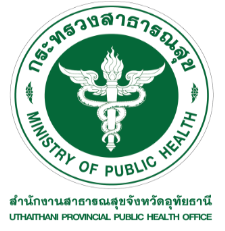 กระทรวงสาธารณสุข
MINISTRY OF PUBLIC HEALTH
สำนักงานสาธารณสุขจังหวัดอุทัยธานี
UTHAITHANI PROVINCIAL PUBLIC HEALTH OFFICE